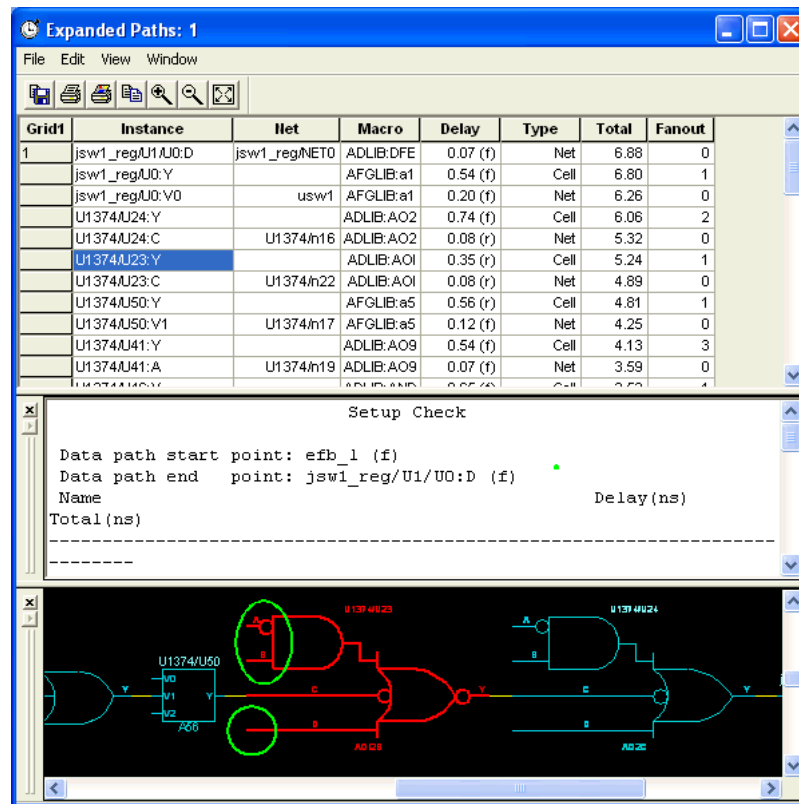 Expanded Paths: 1
File Edit View Window
Grid1 Instance Net Macro Delay Type Total Fanout
1 jsw1_reg/U1/U0:D jsw1_reg/NET0 ADLIB:DFE 0.07 (f) Net 6.88 0
jsw1_reg/U0:Y AFGLIB:a1 0.54 (f) Cell 6.80 1
jsw1_reg/U0:V0 usw1 AFGLIB:a1 0.20 (f) Net 6.26 0
U1374/U24:Y ADLIB:AO2 0.74 (f) Cell 6.06 2
U1374/U24:C U1374/n16 ADLIB:AO2 0.08 (r) Net 5.32 0
U1374/U23:Y ADLIB:AOI 0.35 (r) Cell 5.24 1
U1374/U23:C U1374/n22 ADLIB:AOI 0.08 (r) Net 4.89 0
U1374/U50:Y AFGLIB:a5 0.56 (r) Cell 4.81 1
U1374/U50:V1 U1374/n17 AFGLIB:a5 0.12 (f) Net 4.25 0
U1374/U41:Y ADLIB:AO9 0.54 (f) Cell 4.13 3
U1374/U41:A U1374/n19 ADLIB:AO9 0.07 (f) Net 3.59 0
Setup Check
Data path start point: efb_l (f)
Data path end point: jsw1_reg/U1/U0:D (f)
Name Delay(ns)
Total(ns)
------------------------------------------------------------------
--------
U1374/U23 U1374/U24
A A
B B
U1374/U50
V0
Y V1 Y C Y C Y
V2
A56 D D